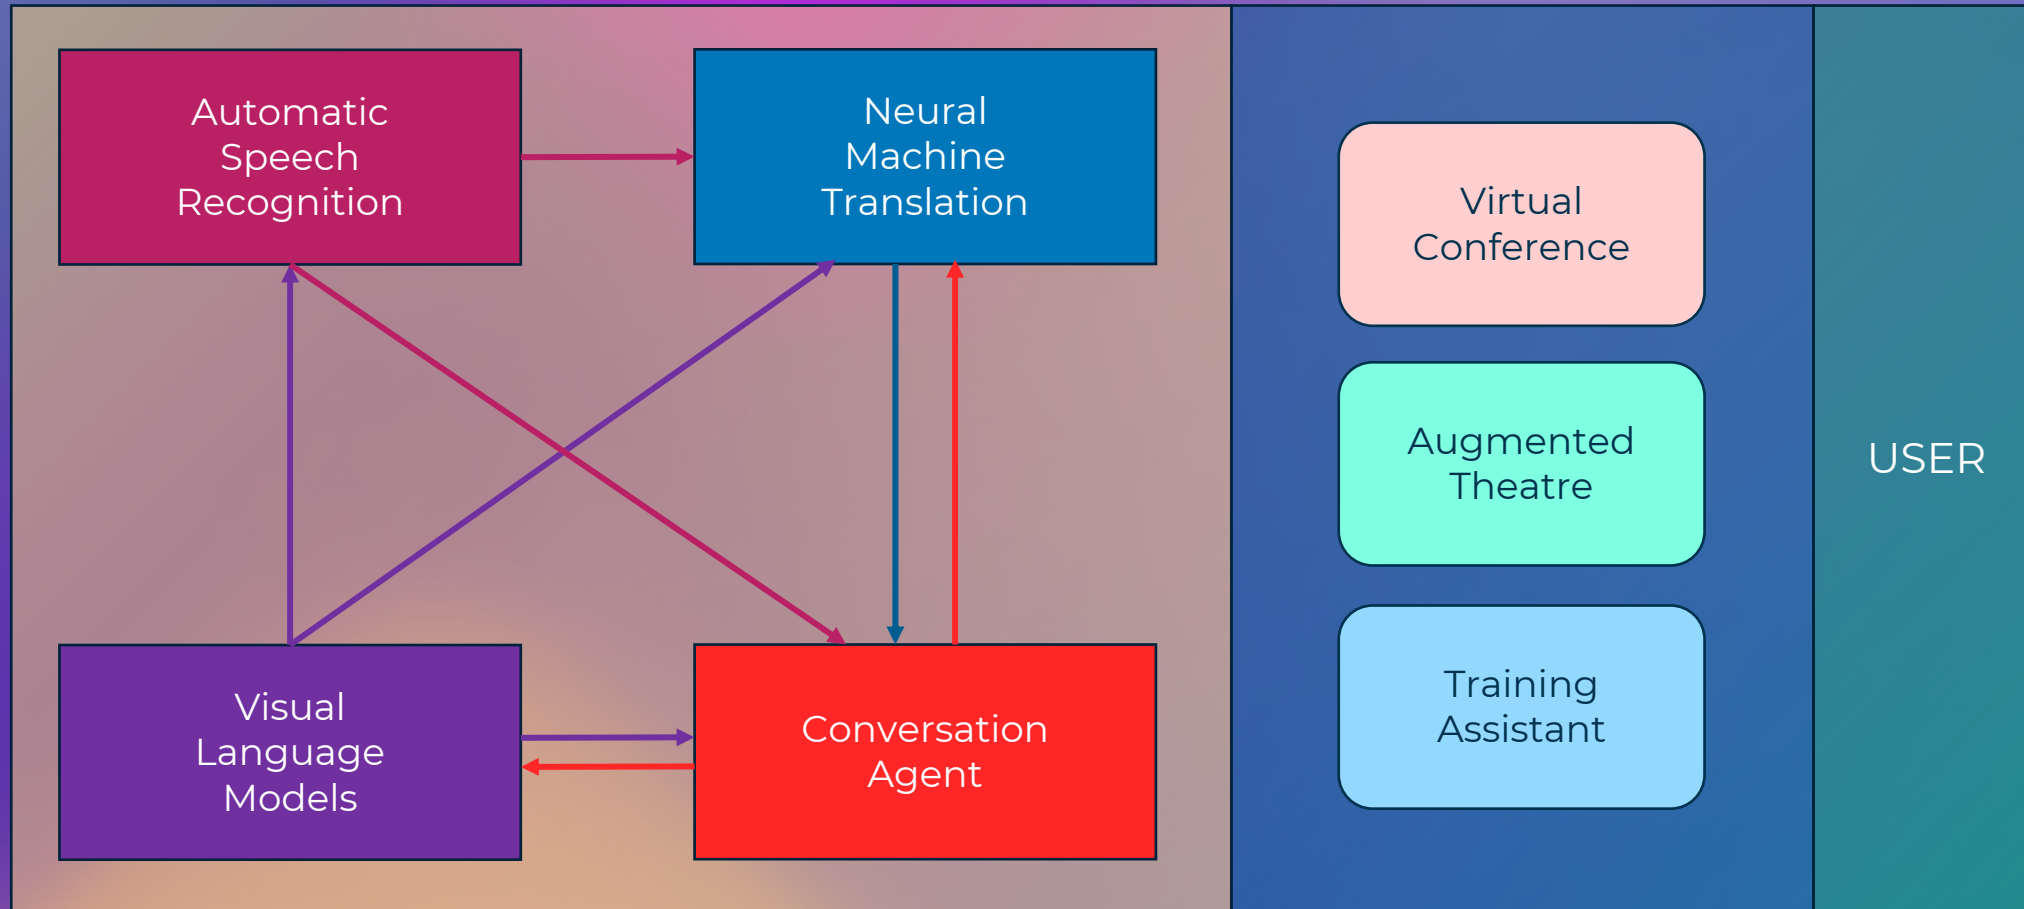 Automatic
Speech
Recognition
Neural
Machine
Translation
Visual
Language
Models
Conversation
Agent
Virtual
Conference
Augmented
Theatre
Training
Assistant
USER